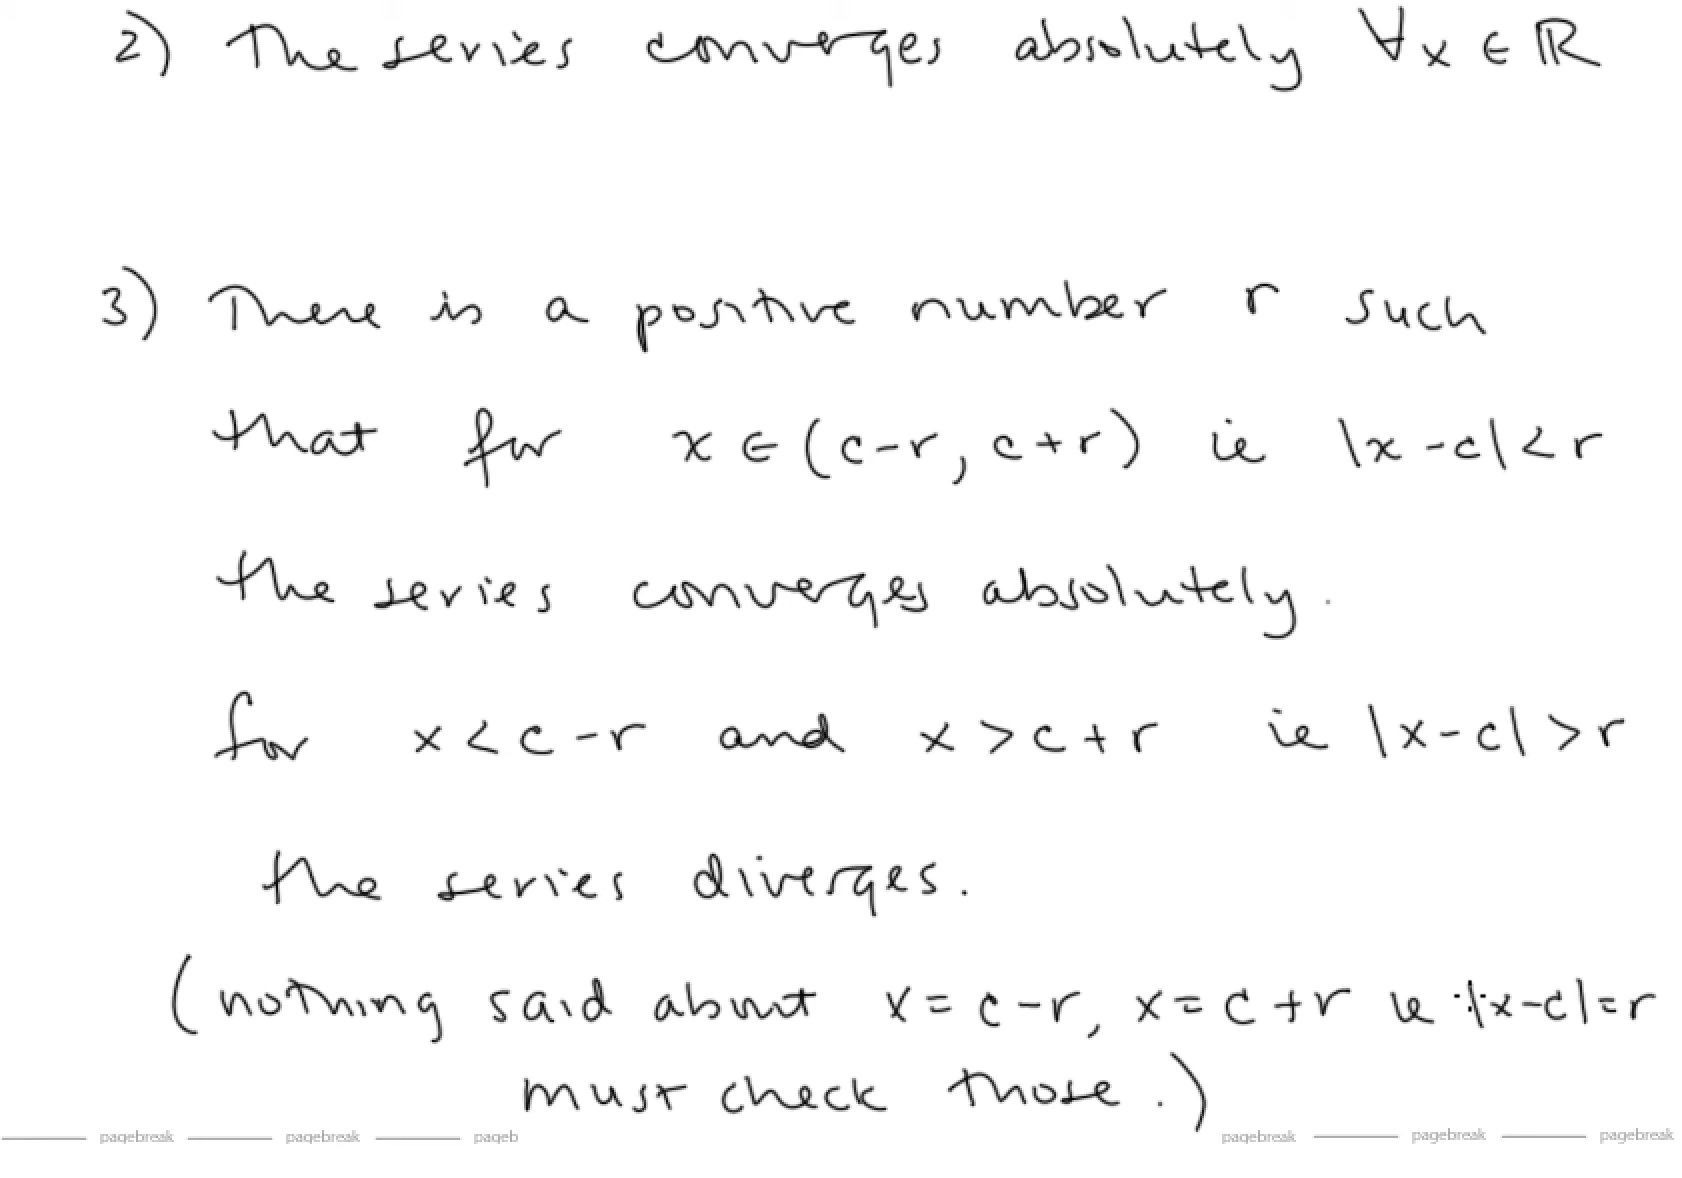 2) The series converges absolutely ∀x ∈ ℝ
3) There is a positive number r such
that for x ∈ (c-r, c+r) ie |x-c|<r
the series converges absolutely.
for x<c-r and x>c+r ie |x-c|>r
the series diverges.
(nothing said about x=c-r, x=c+r ie |x-c|=r
must check those.)
pagebreak pagebreak pageb pagebreak pagebreak pagebreak